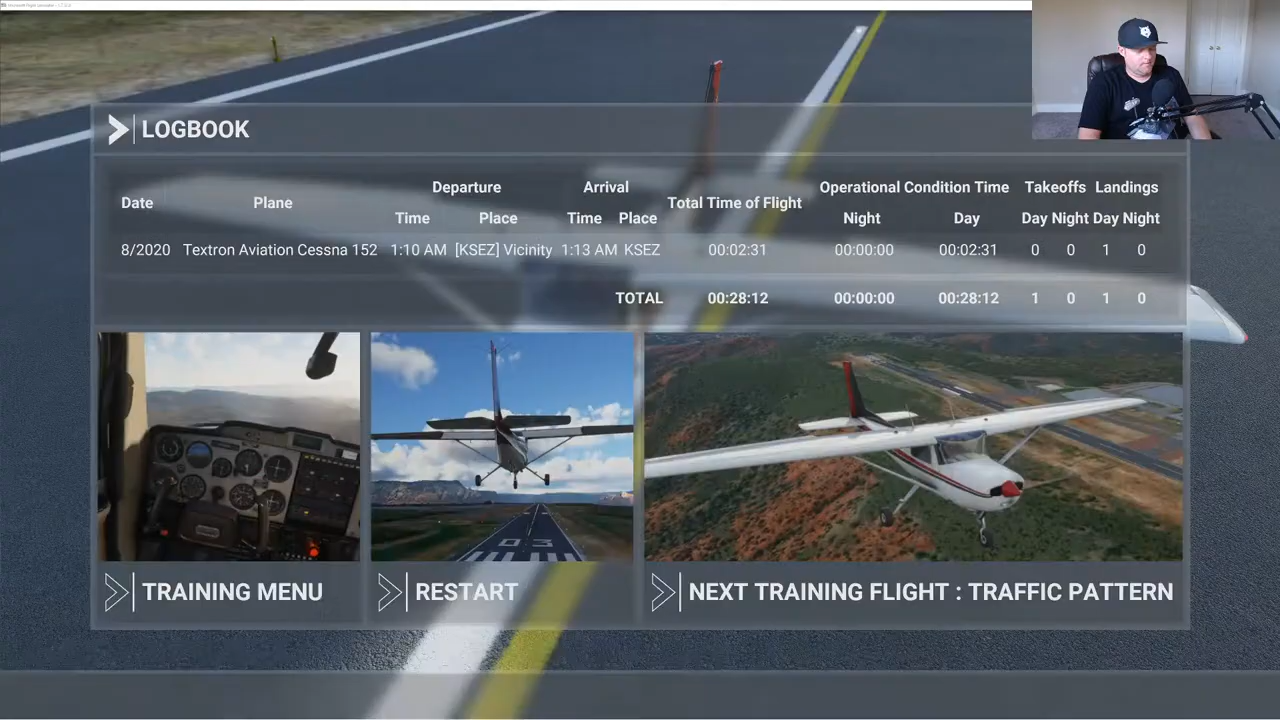 LOGBOOK
Departure Arrival Operational Condition Time Takeoffs Landings
Date Plane Total Time of Flight
Time Place Time Place Night Day Day Night Day Night
8/2020 Textron Aviation Cessna 152 1:10 AM [KSEZ] Vicinity 1:13 AM KSEZ 00:02:31 00:00:00 00:02:31 0 0 1 0
TOTAL 00:28:12 00:00:00 00:28:12 1 0 1 0
03
TRAINING MENU
RESTART
NEXT TRAINING FLIGHT : TRAFFIC PATTERN